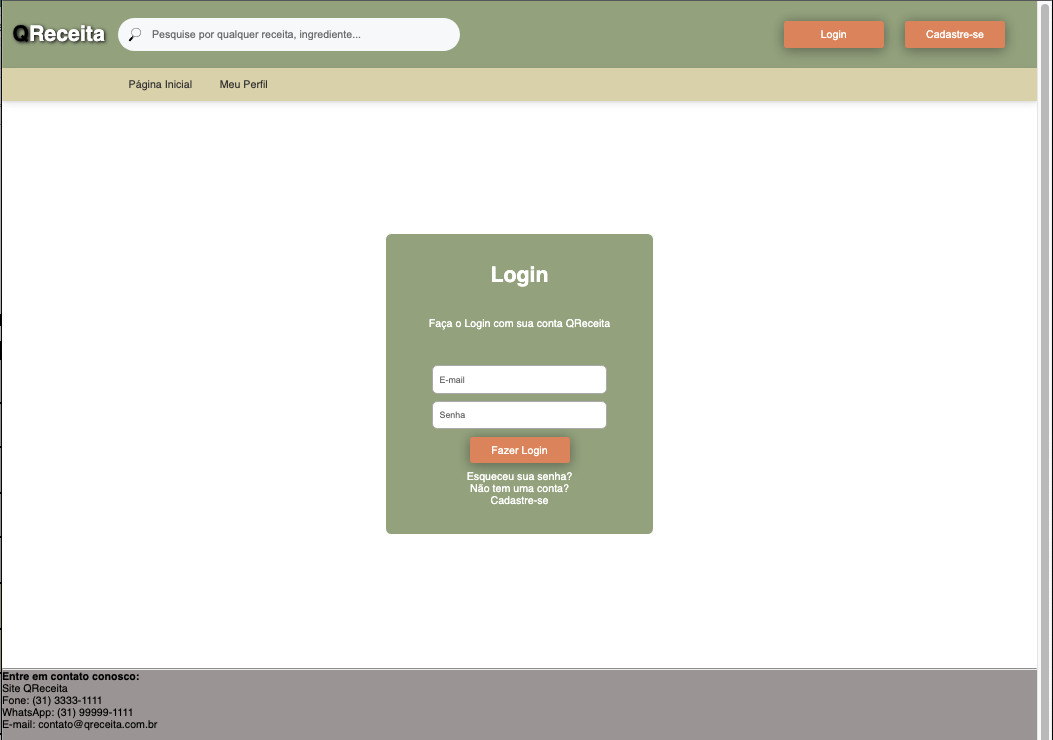 QReceita
Pesquise por qualquer receita, ingrediente...
Login
Cadastre-se
Página Inicial
Meu Perfil
Login
Faça o Login com sua conta QReceita
E-mail
Senha
Fazer Login
Esqueceu sua senha?
Não tem uma conta?
Cadastre-se
Entre em contato conosco:
Site QReceita
Fone: (31) 3333-1111
WhatsApp: (31) 99999-1111
E-mail: contato@qreceita.com.br